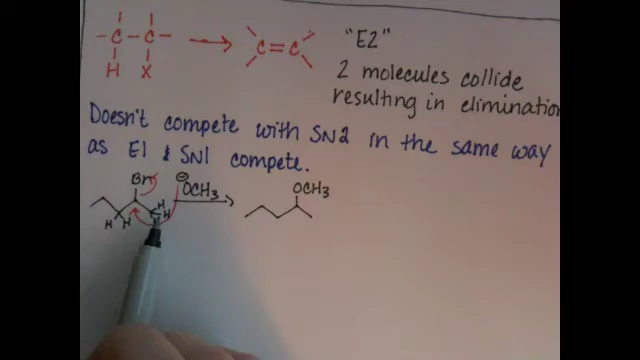 - C - C - → C = C "E2"
H X 2 molecules collide
resulting in elimination
Doesn't compete with SN2 in the same way
as E1 & SN1 compete.
Br ⊖OCH3 → OCH3
H H H H H